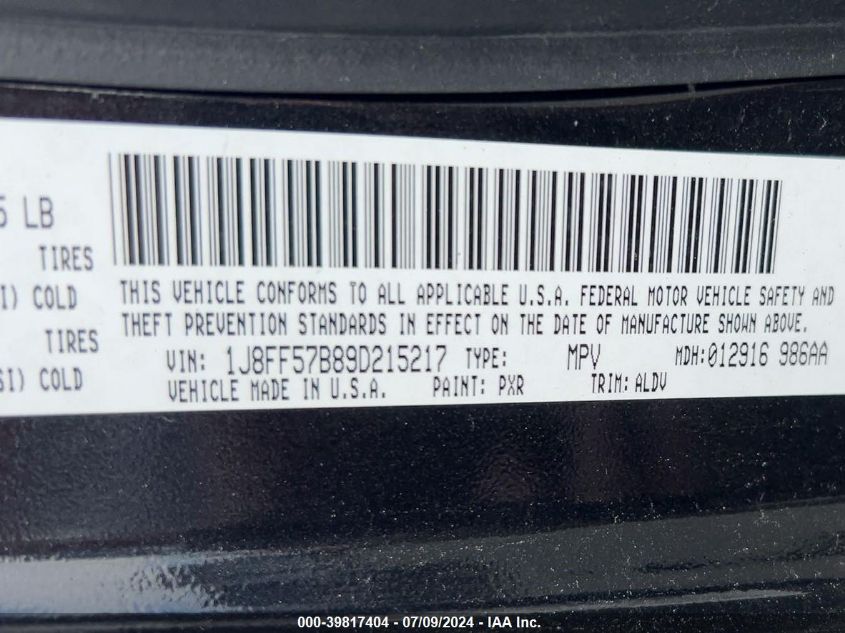 5 LB
TIRES
I) COLD
TIRES
SI) COLD
THIS VEHICLE CONFORMS TO ALL APPLICABLE U.S.A. FEDERAL MOTOR VEHICLE SAFETY AND
THEFT PREVENTION STANDARDS IN EFFECT ON THE DATE OF MANUFACTURE SHOWN ABOVE.
VIN: 1J8FF57B89D215217 TYPE: MPV MDH:012916 986AA
VEHICLE MADE IN U.S.A. PAINT: PXR TRIM: ALDV
000-39817404 - 07/09/2024 - IAA Inc.